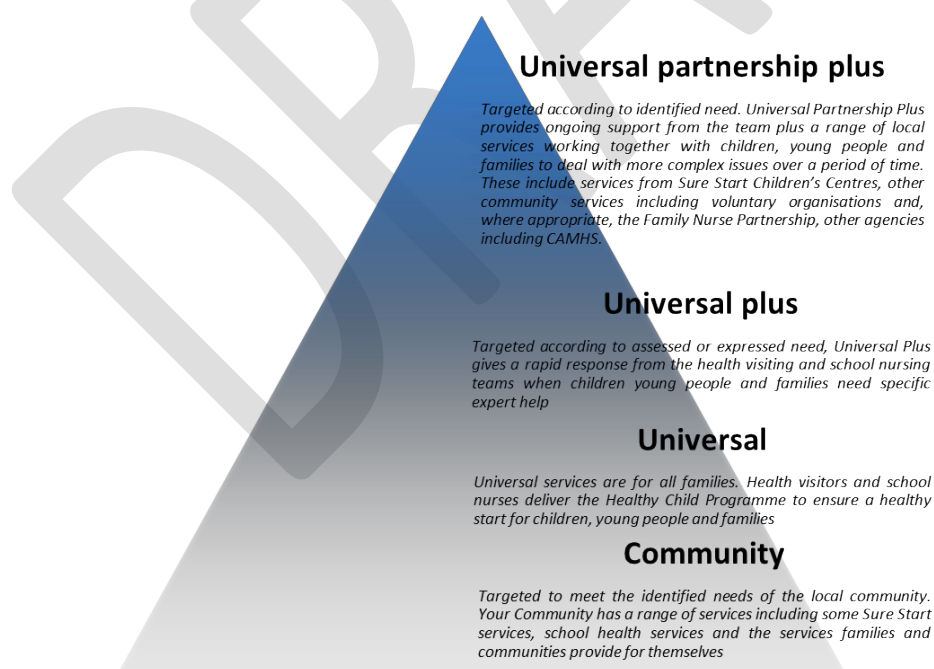 Universal partnership plus
Targeted according to identified need. Universal Partnership Plus
provides ongoing support from the team plus a range of local
services working together with children, young people and
families to deal with more complex issues over a period of time.
These include services from Sure Start Children’s Centres, other
community services including voluntary organisations and,
where appropriate, the Family Nurse Partnership, other agencies
including CAMHS.
Universal plus
Targeted according to assessed or expressed need, Universal Plus
gives a rapid response from the health visiting and school nursing
teams when children young people and families need specific
expert help
Universal
Universal services are for all families. Health visitors and school
nurses deliver the Healthy Child Programme to ensure a healthy
start for children, young people and families
Community
Targeted to meet the identified needs of the local community.
Your Community has a range of services including some Sure Start
services, school health services and the services families and
communities provide for themselves